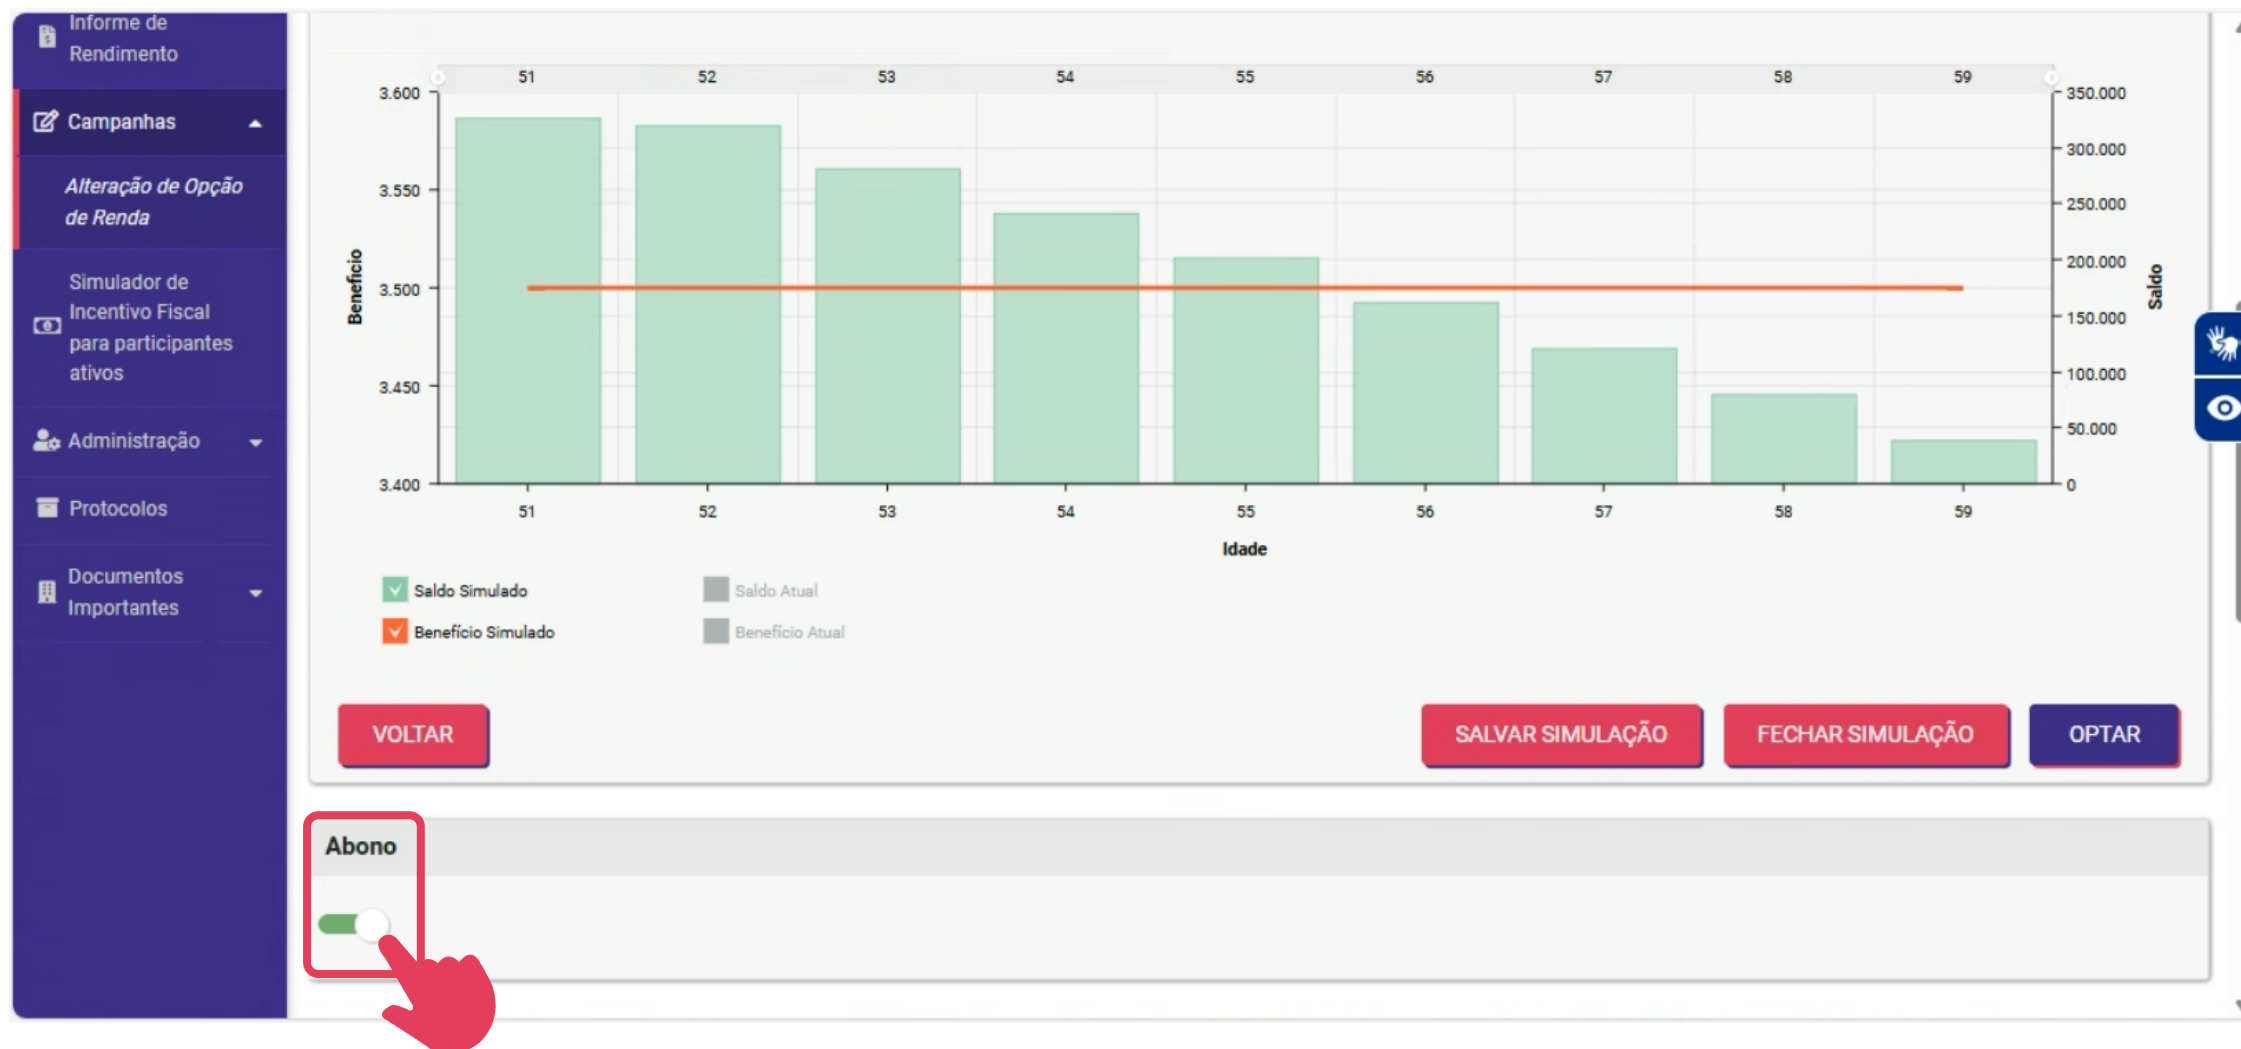 Informe de
Rendimento
Campanhas
Alteração de Opção
de Renda
Simulador de
Incentivo Fiscal
para participantes
ativos
Administração
Protocolos
Documentos
Importantes
51 52 53 54 55 56 57 58 59
3.600
3.550
3.500
3.450
3.400
Benefício
350.000
300.000
250.000
200.000
150.000
100.000
50.000
0
Saldo
51 52 53 54 55 56 57 58 59
Idade
Saldo Simulado Saldo Atual
Benefício Simulado Benefício Atual
VOLTAR SALVAR SIMULAÇÃO FECHAR SIMULAÇÃO OPTAR
Abono